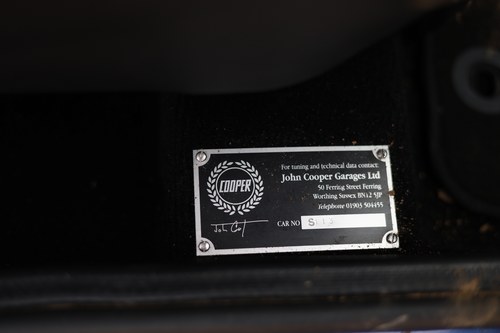 COOPER
For tuning and technical data contact
John Cooper Garages Ltd
50 Ferring Street Ferring
Worthing Sussex BN12 5JP
Telephone 01903 504455
CAR NO